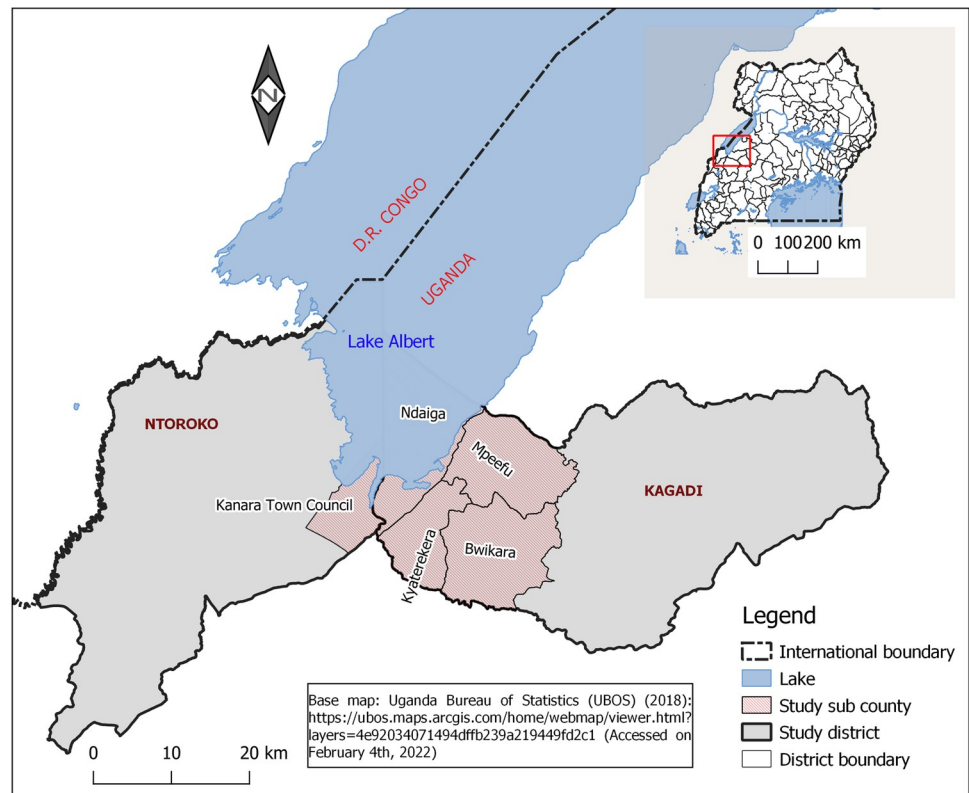 N
D.R. CONGO
UGANDA
0 100 200 km
Lake Albert
Ndaiga
NTOROKO
Mpeefu
KAGADI
Kanara Town Council
Kyaterekera
Bwikara
Legend
International boundary
Lake
Study sub county
Study district
District boundary
Base map: Uganda Bureau of Statistics (UBOS) (2018):
https://ubos.maps.arcgis.com/home/webmap/viewer.html?
layers=4e92034071494dffb239a219449fd2c1 (Accessed on
February 4th, 2022)
0 10 20 km